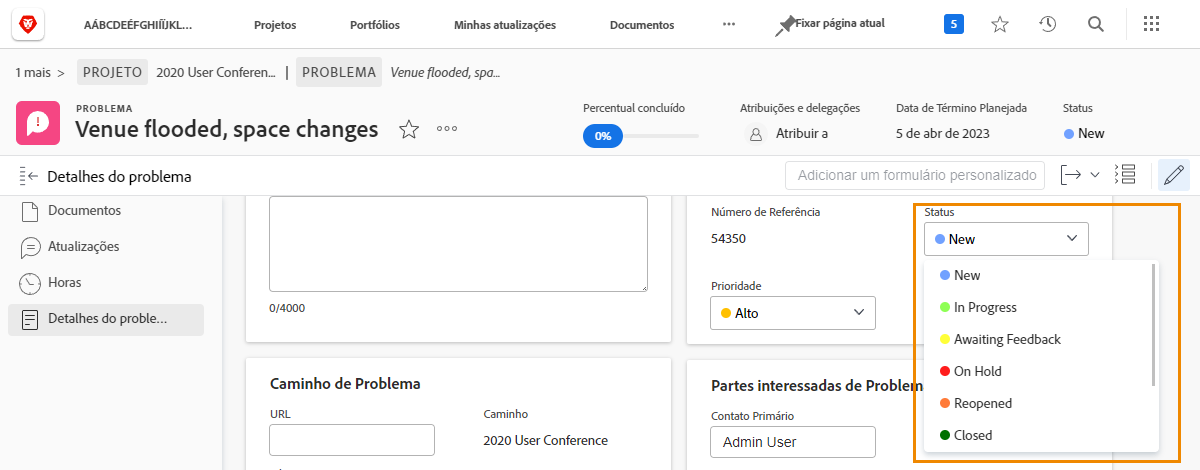 AÁBCDEÉFGHIÍÏJKL... Projetos Portfólios Minhas atualizações Documentos ··· Fixar página atual 5
1 mais > PROJETO 2020 User Conferen... | PROBLEMA Venue flooded, spa...
PROBLEMA
Venue flooded, space changes
Percentual concluído
0%
Atribuições e delegações
Atribuir a
Data de Término Planejada
5 de abr de 2023
Status
New
Detalhes do problema
Adicionar um formulário personalizado
Documentos
Atualizações
Horas
Detalhes do proble...
0/4000
Número de Referência
54350
Status
New
Prioridade
Alto
New
In Progress
Awaiting Feedback
On Hold
Reopened
Closed
Caminho de Problema
URL
Caminho
2020 User Conference
Partes interessadas de Problem
Contato Primário
Admin User